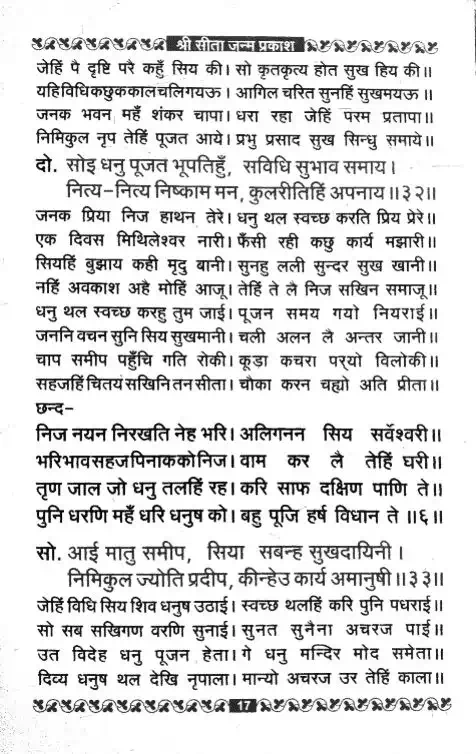 श्री सीता जन्म प्रकाश
जेहिं पै दृष्टि परै कहुँ सिय की। सो कृतकृत्य होत सुख हिय की॥
यहि विधि कछुक काल चलि गयऊ। आगिल चरित सुनहिं सुखमयऊ॥
जनक भवन महँ शंकर चापा। धरा रहा जेहिं परम प्रतापा॥
निमिकुल नृप तेहिं पूजत आये। प्रभु प्रसाद सुख सिन्धु समाये॥
दो. सोइ धनु पूजत भूपतिहुँ, सविधि सुभाव समाय।
नित्य-नित्य निष्काम मन, कुलरीतिहिं अपनाय॥३२॥
जनक प्रिया निज हाथन तेरे। धनु थल स्वच्छ करति प्रिय प्रेरे॥
एक दिवस मिथिलेश्वर नारी। फँसी रही कछु कार्य मझारी॥
सियहिं बुझाय कही मृदु बानी। सुनहु लली सुन्दर सुख खानी॥
नहिं अवकाश अहै मोहिं आजू। तेहिं ते लै निज सखिन समाजू॥
धनु थल स्वच्छ करहु तुम जाई। पूजन समय गयो नियराई॥
जननि वचन सुनि सिय सुखमानी। चली अलन लै अन्तर जानी॥
चाप समीप पहुँचि गति रोकी। कूड़ा कचरा पर्‌यो विलोकी॥
सहजहिं चितय सखिनि तन सीता। चौका करन चह्यो अति प्रीता॥
छन्द-
निज नयन निरखति नेह भरि। अलिगनन सिय सर्वेश्वरी॥
भरि भाव सहज पिनाक को निज। वाम कर लै तेहिं धरी॥
तृण जाल जो धनु तलहिं रह। करि साफ दक्षिण पाणि ते॥
पुनि धरणि महँ धरि धनुष को। बहु पूजि हर्ष विधान ते॥६॥
सो. आई मातु समीप, सिया सबन्ह सुखदायिनी।
निमिकुल ज्योति प्रदीप, कीन्हेउ कार्य अमानुषी॥३३॥
जेहिं विधि सिय शिव धनुष उठाई। स्वच्छ थलहिं करि पुनि पधराई॥
सो सब सखिगण वरणि सुनाई। सुनत सुनैना अचरज पाई॥
उत विदेह धनु पूजन हेता। गे धनु मन्दिर मोद समेता॥
दिव्य धनुष थल देखि नृपाला। मान्यो अचरज उर तेहिं काला॥
17